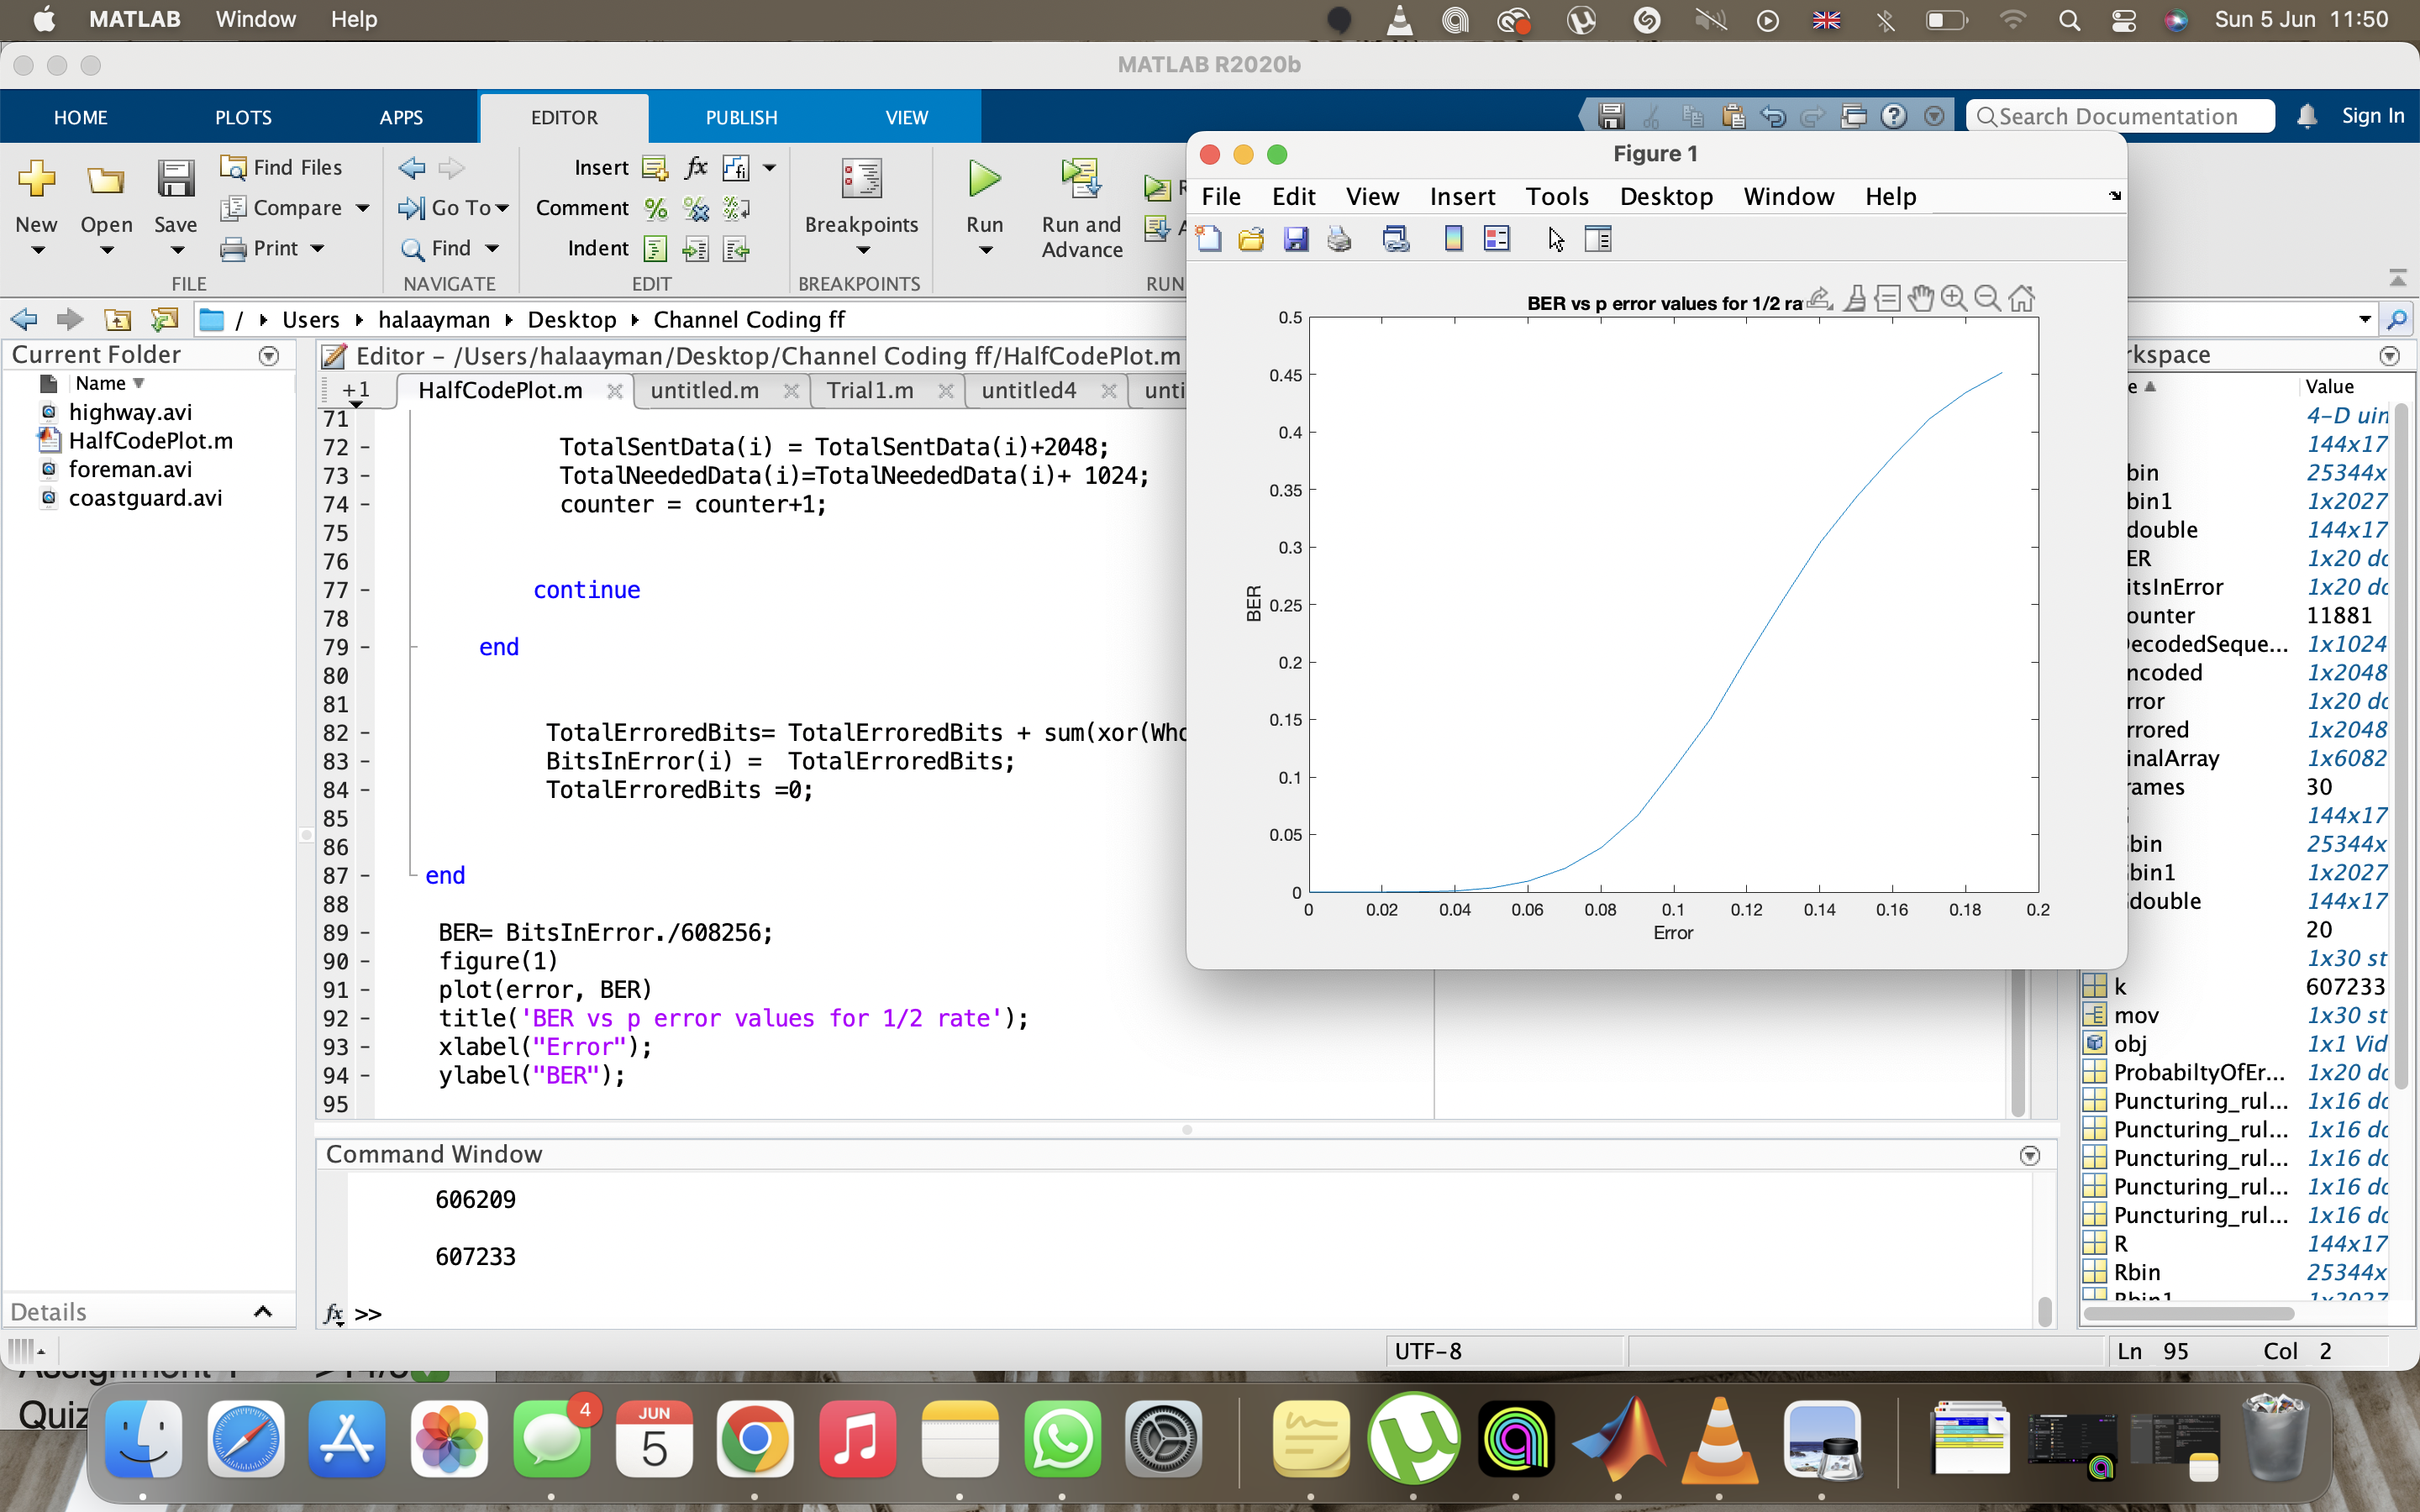 MATLAB Window Help
Sun 5 Jun 11:50
MATLAB R2020b
HOME PLOTS APPS EDITOR PUBLISH VIEW
Search Documentation
Sign In
New Open Save
Find Files
Compare
Print
FILE
Go To
Find
NAVIGATE
Insert
Comment
Indent
EDIT
Breakpoints
BREAKPOINTS
Run
Run and
Advance
RUN
/ Users halaayman Desktop Channel Coding ff
Current Folder
Name
highway.avi
HalfCodePlot.m
foreman.avi
coastguard.avi
Details
Editor – /Users/halaayman/Desktop/Channel Coding ff/HalfCodePlot.m
+1 HalfCodePlot.m untitled.m Trial1.m untitled4 unti
71
72 – TotalSentData(i) = TotalSentData(i)+2048;
73 – TotalNeededData(i)=TotalNeededData(i)+ 1024;
74 – counter = counter+1;
75
76
77 – continue
78
79 – end
80
81
82 – TotalErroredBits= TotalErroredBits + sum(xor(Who
83 – BitsInError(i) = TotalErroredBits;
84 – TotalErroredBits =0;
85
86
87 – end
88
89 – BER= BitsInError./608256;
90 – figure(1)
91 – plot(error, BER)
92 – title('BER vs p error values for 1/2 rate');
93 – xlabel("Error");
94 – ylabel("BER");
95
Command Window
606209
607233
fx >>
Figure 1
File Edit View Insert Tools Desktop Window Help
BER vs p error values for 1/2 ra
0.5
0.45
0.4
0.35
0.3
0.25
0.2
0.15
0.1
0.05
0
BER
0 0.02 0.04 0.06 0.08 0.1 0.12 0.14 0.16 0.18 0.2
Error
rkspace
e Value
4-D uin
144x17
bin 25344x
bin1 1x2027
double 144x17
ER 1x20 do
itsInError 1x20 do
ounter 11881
ecodedSeque... 1x1024
ncoded 1x2048
rror 1x20 do
rrored 1x2048
inalArray 1x6082
rames 30
144x17
bin 25344x
bin1 1x2027
double 144x17
20
1x30 st
k 607233
mov 1x30 st
obj 1x1 Vid
ProbabiltyOfEr... 1x20 do
Puncturing_rul... 1x16 do
Puncturing_rul... 1x16 do
Puncturing_rul... 1x16 do
Puncturing_rul... 1x16 do
Puncturing_rul... 1x16 do
R 144x17
Rbin 25344x
Rbin1 1x2027
UTF–8
Ln 95 Col 2
Assignment
Quiz
4
JUN
5